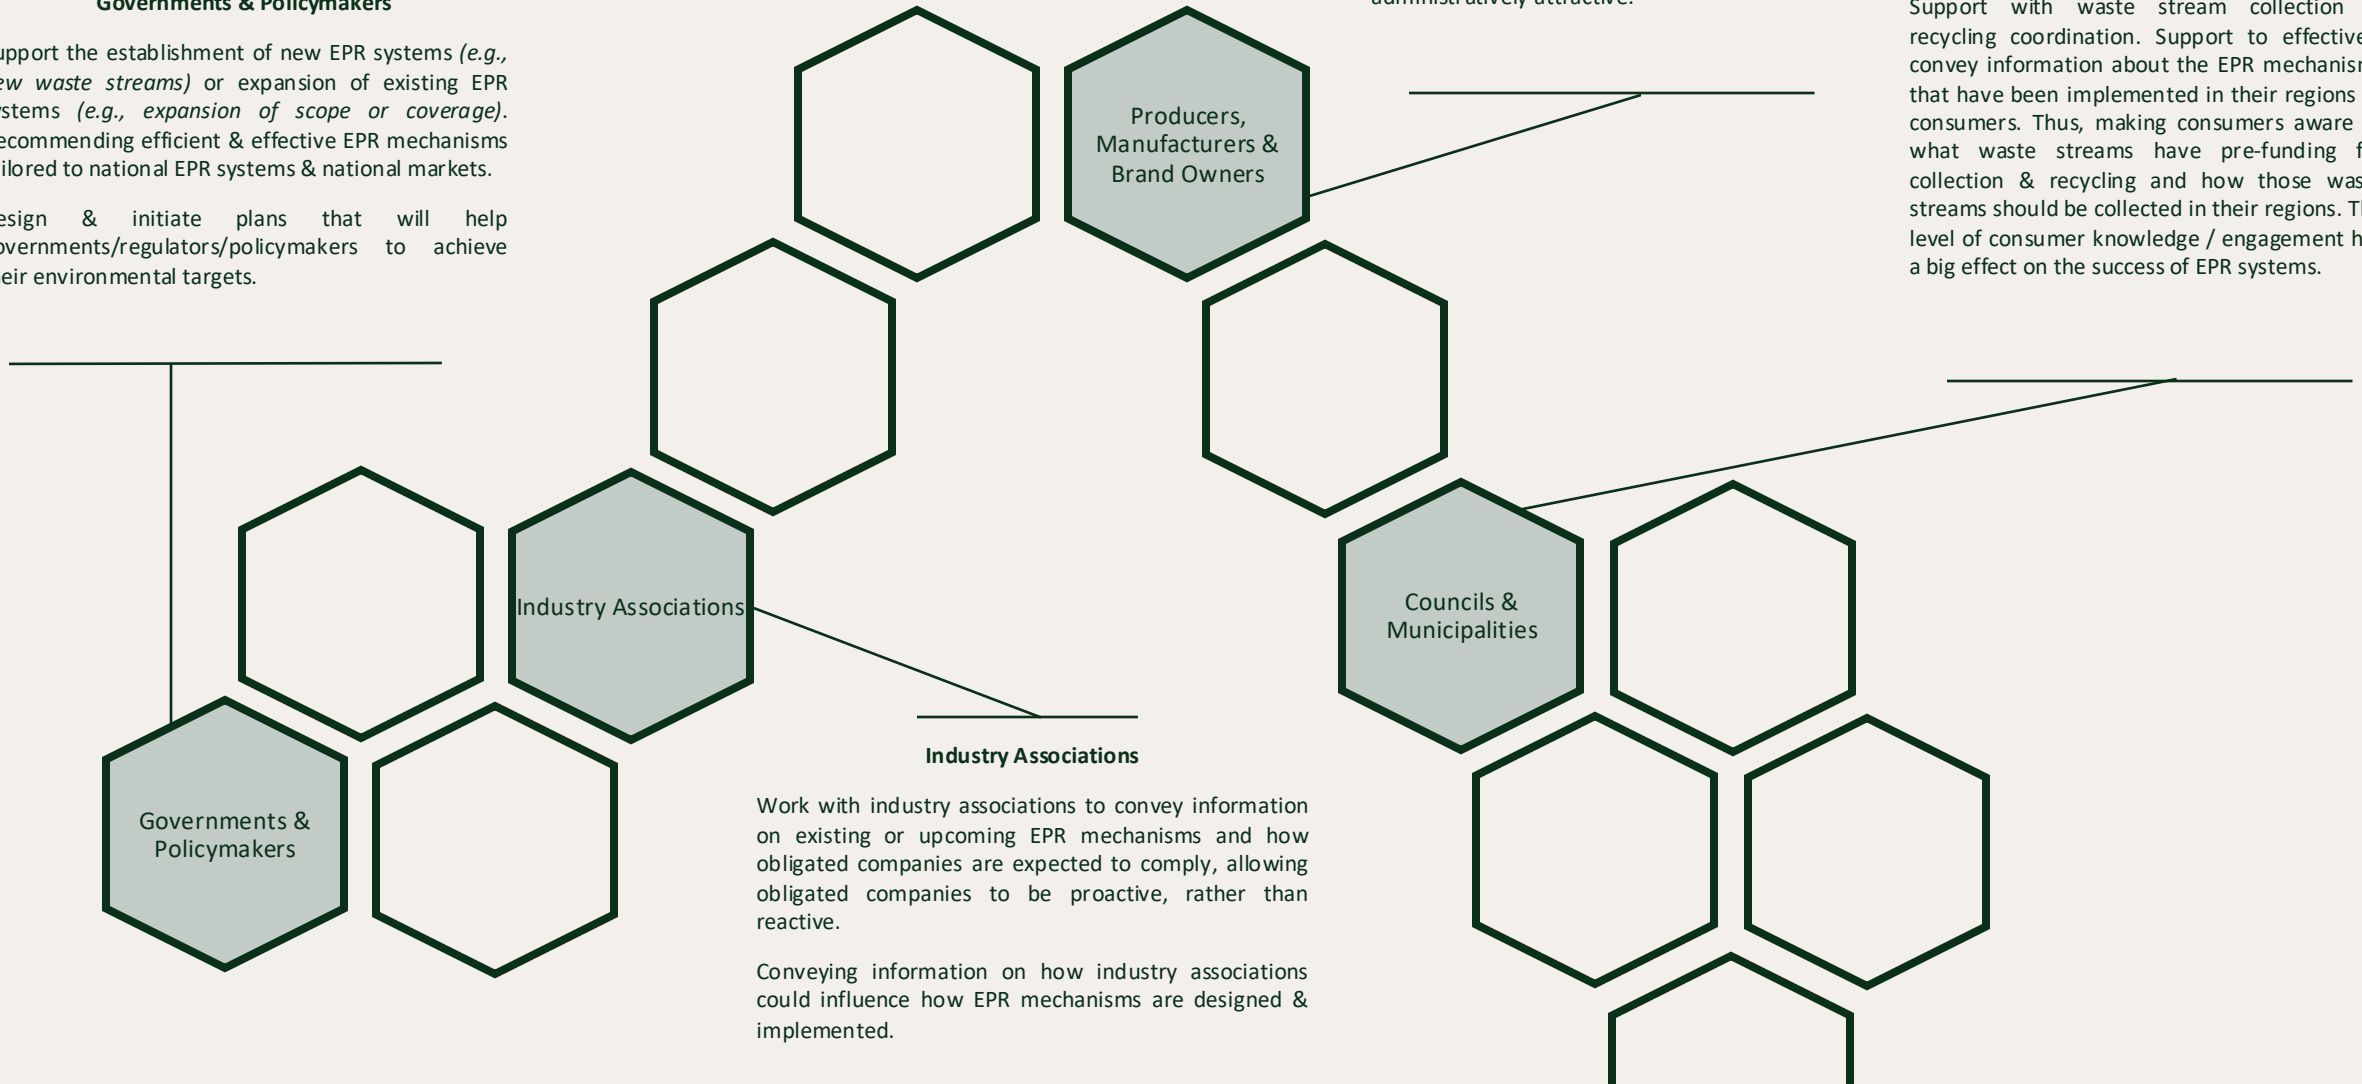 Governments & Policymakers
upport the establishment of new EPR systems (e.g.,
ew waste streams) or expansion of existing EPR
ystems (e.g., expansion of scope or coverage).
ecommending efficient & effective EPR mechanisms
ilored to national EPR systems & national markets.
esign & initiate plans that will help
overnments/regulators/policymakers to achieve
eir environmental targets.
administratively attractive.
Support with waste stream collection
recycling coordination. Support to effective
convey information about the EPR mechanism
that have been implemented in their regions
consumers. Thus, making consumers aware
what waste streams have pre-funding f
collection & recycling and how those was
streams should be collected in their regions. Th
level of consumer knowledge / engagement h
a big effect on the success of EPR systems.
Producers,
Manufacturers &
Brand Owners
Industry Associations
Councils &
Municipalities
Governments &
Policymakers
Industry Associations
Work with industry associations to convey information
on existing or upcoming EPR mechanisms and how
obligated companies are expected to comply, allowing
obligated companies to be proactive, rather than
reactive.
Conveying information on how industry associations
could influence how EPR mechanisms are designed &
implemented.